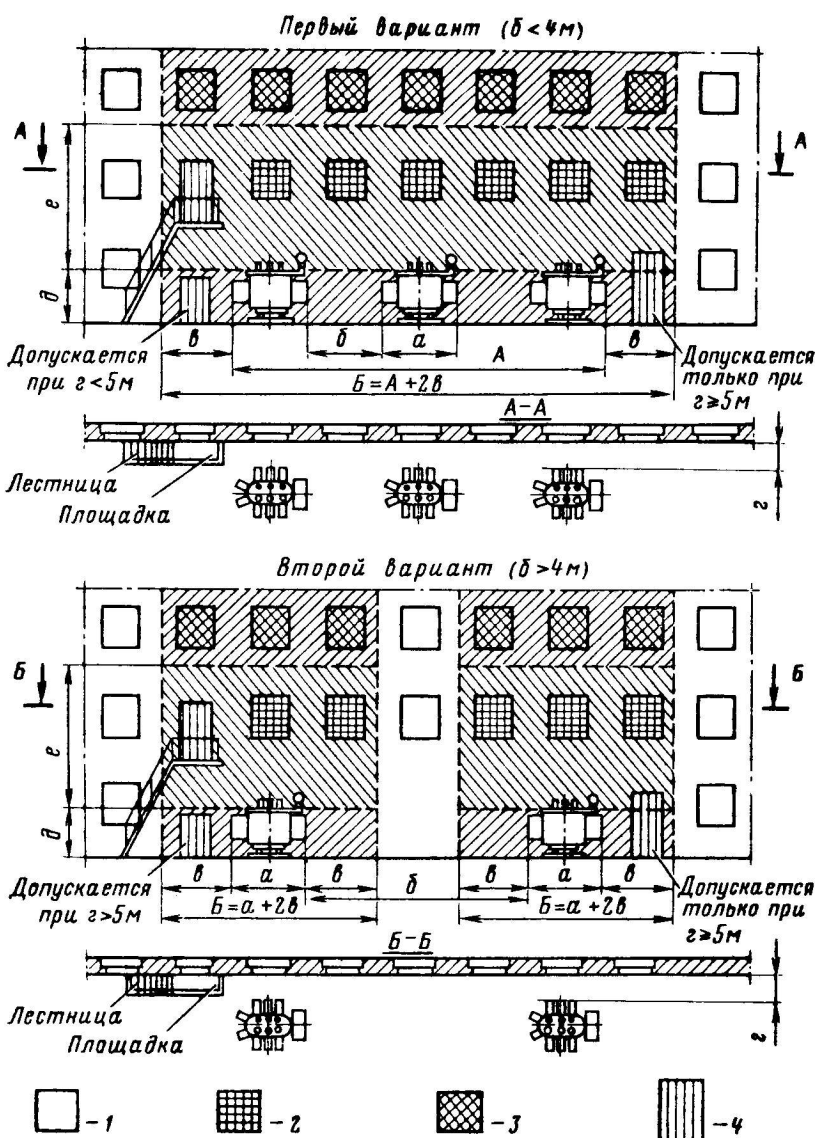 Первый вариант (б < 4м)
А
А
е
д
в
б
а
в
А
Допускается
при г < 5м
Б = А + 2в
Допускается
только при
г ≥ 5м
А-А
Лестница
Площадка
г
Второй вариант (б > 4м)
Б
Б
е
д
в
а
в
б
в
а
в
Допускается
при г > 5м
Б = а + 2в
Б = а + 2в
Допускается
только при
г ≥ 5м
Б-Б
Лестница
Площадка
г
-1
-2
-3
-4